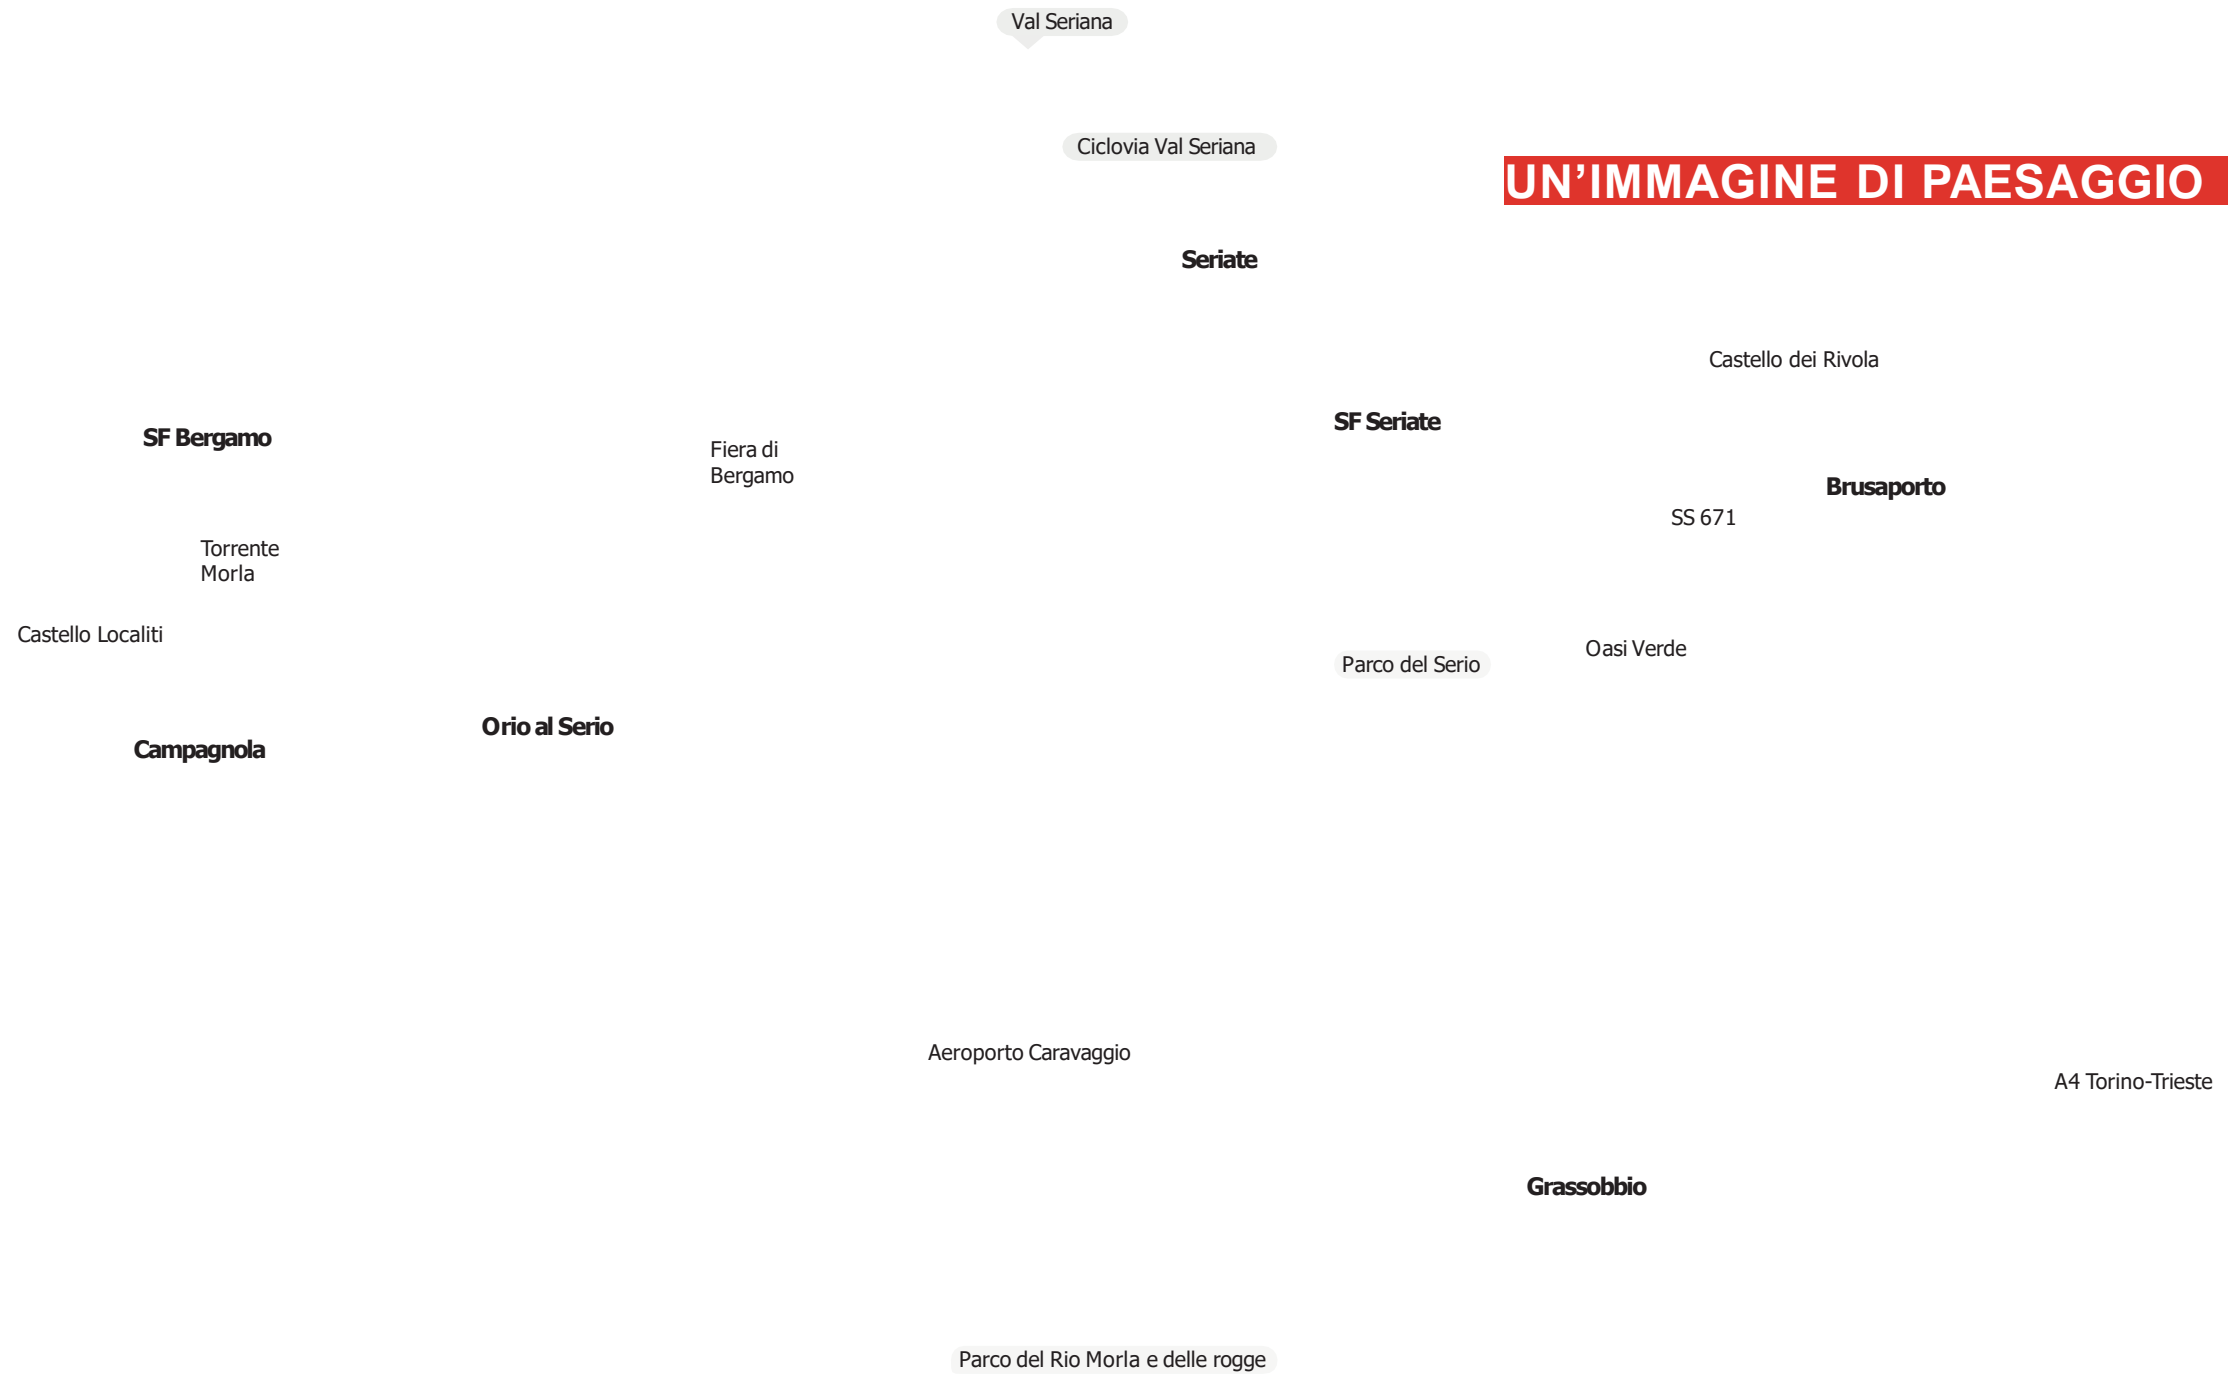 Val Seriana
Ciclovia Val Seriana
UN’IMMAGINE DI PAESAGGIO
Seriate
Castello dei Rivola
SF Seriate
SF Bergamo
Fiera di
Bergamo
Brusaporto
SS 671
Torrente
Morla
Castello Localiti
Oasi Verde
Parco del Serio
Orio al Serio
Campagnola
Aeroporto Caravaggio
A4 Torino-Trieste
Grassobbio
Parco del Rio Morla e delle rogge